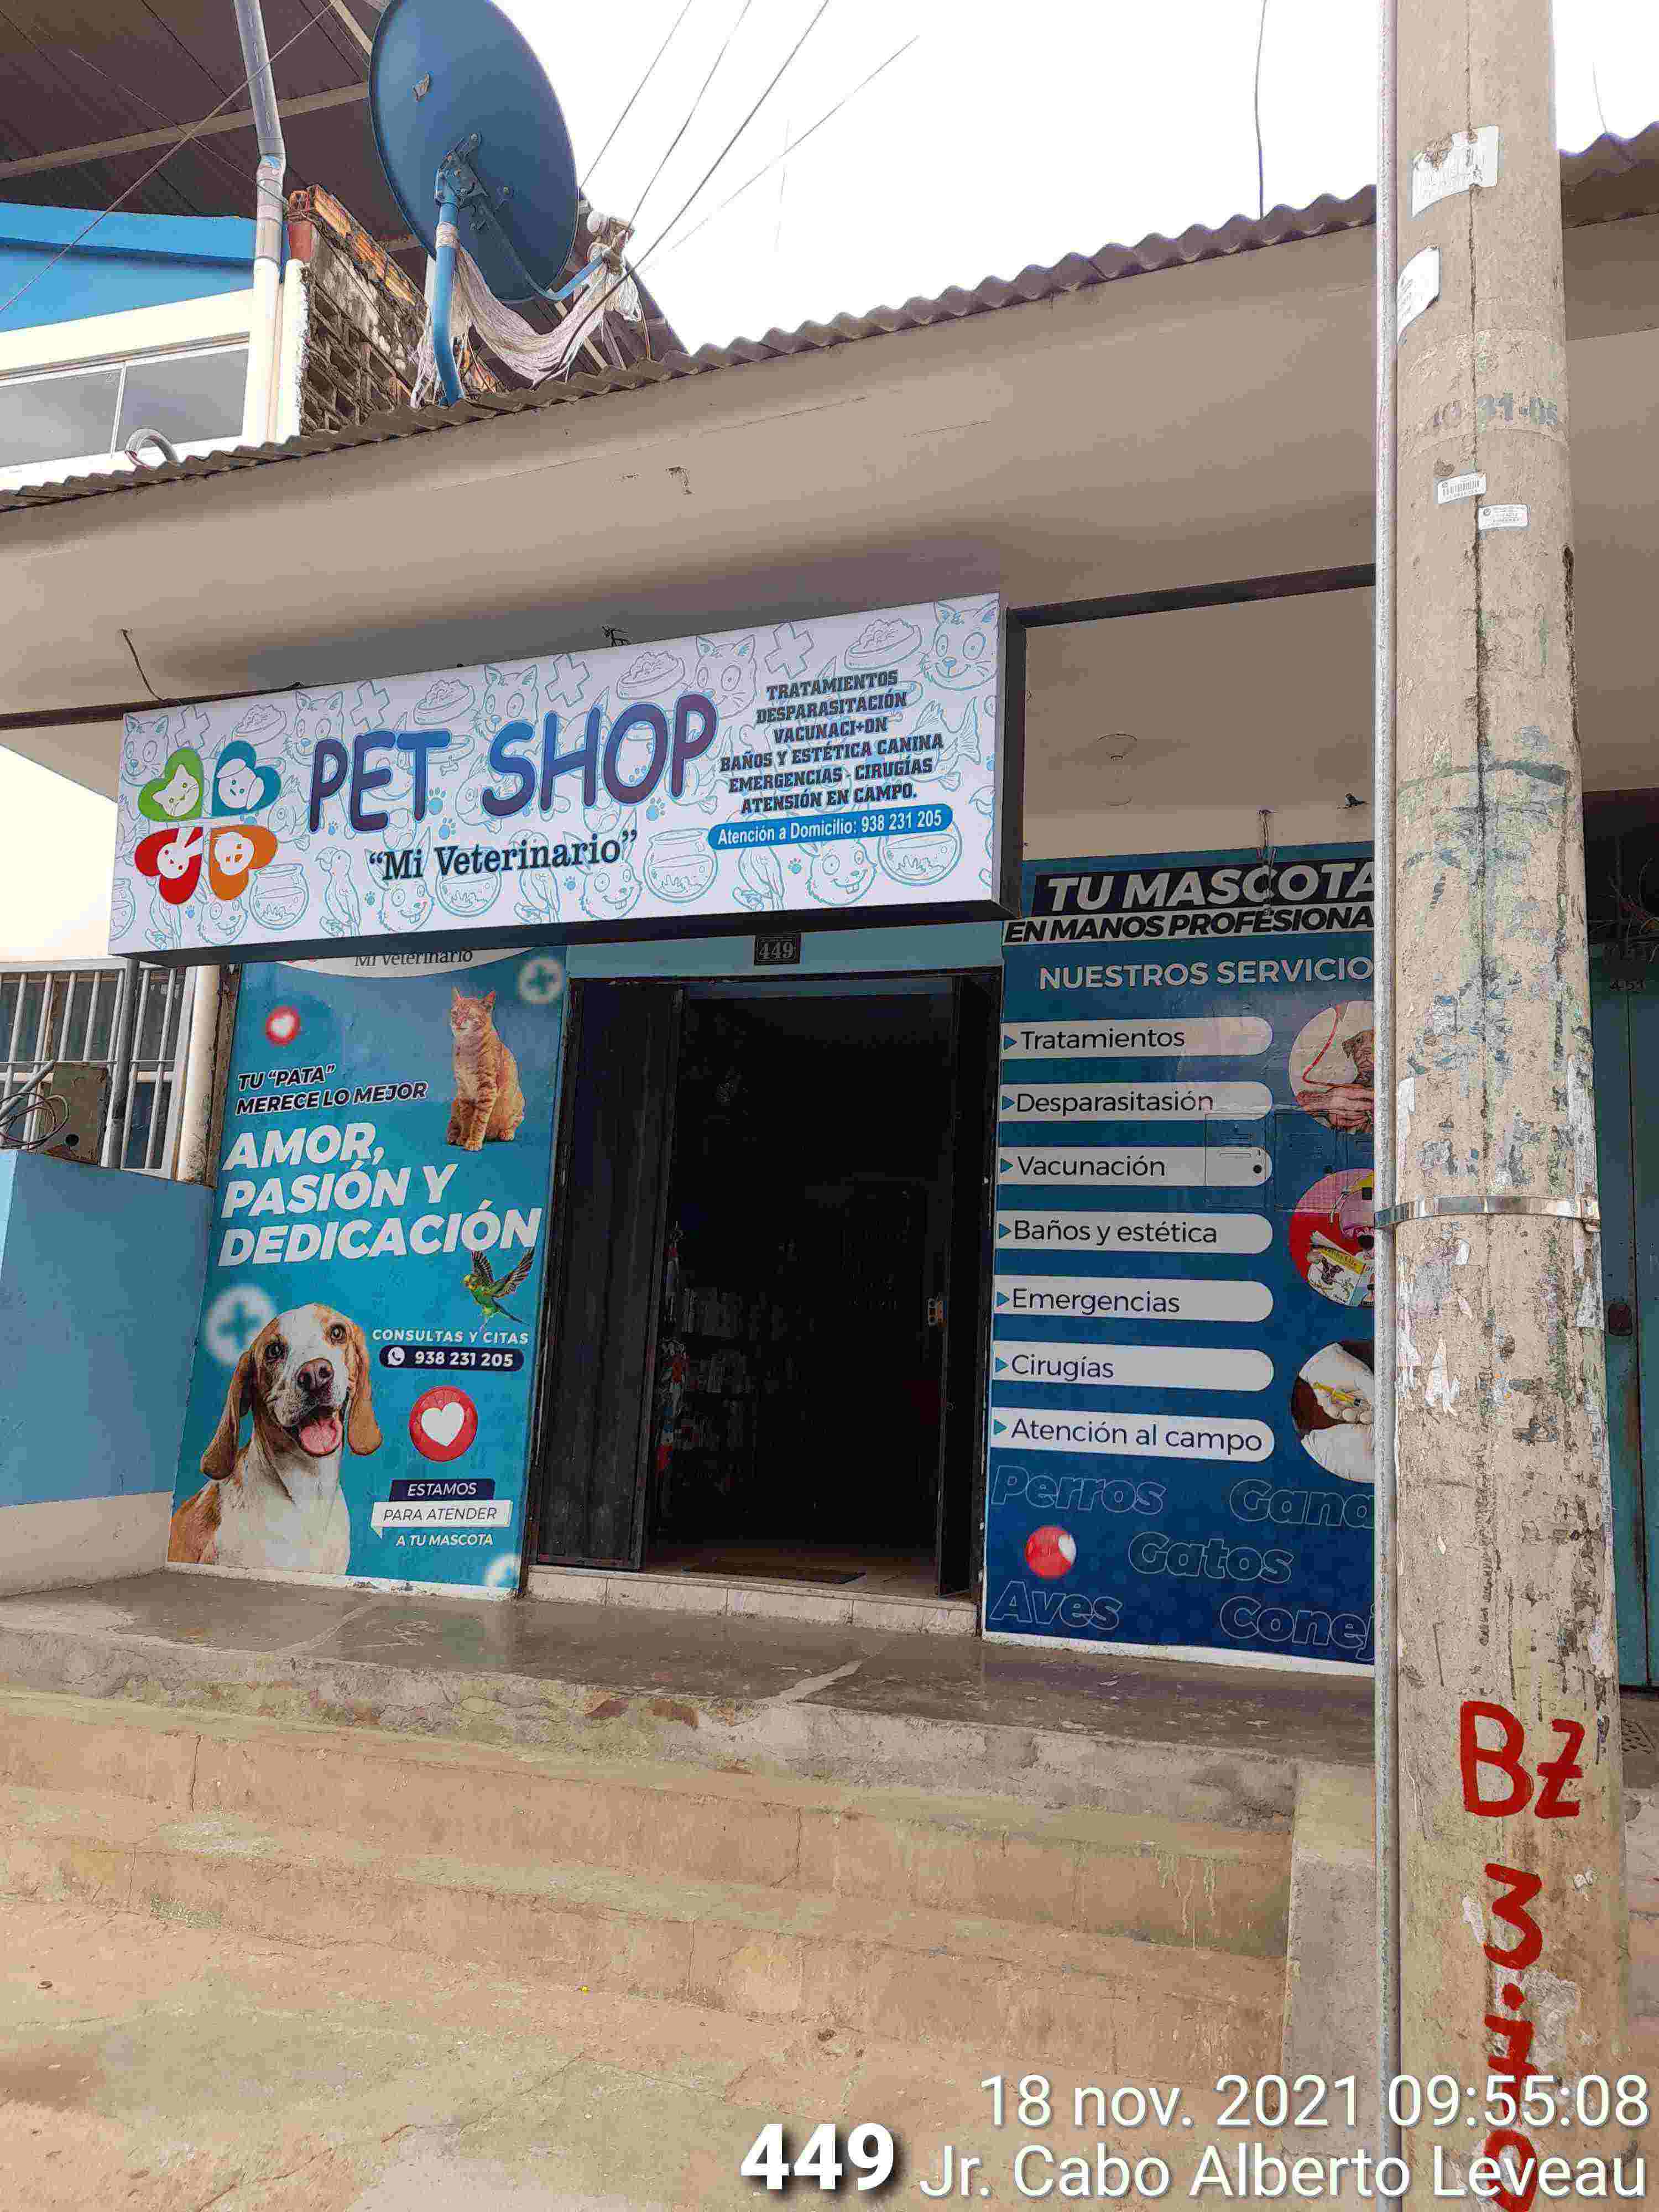 PET SHOP
"Mi Veterinario"
TRATAMIENTOS
DESPARASITACIÓN
VACUNACI+ON
BAÑOS Y ESTÉTICA CANINA
EMERGENCIAS - CIRUGÍAS
ATENSIÓN EN CAMPO.
Atención a Domicilio: 938 231 205
449
Mi Veterinario
TU "PATA"
MERECE LO MEJOR
AMOR,
PASIÓN Y
DEDICACIÓN
CONSULTAS Y CITAS
938 231 205
ESTAMOS
PARA ATENDER
A TU MASCOTA
TU MASCOTA
EN MANOS PROFESIONA
NUESTROS SERVICIO
Tratamientos
Desparasitasión
Vacunación
Baños y estética
Emergencias
Cirugías
Atención al campo
Perros
Gana
Gatos
Aves
Conej
451
BZ
18 nov. 2021 09:55:08
449 Jr. Cabo Alberto Leveau